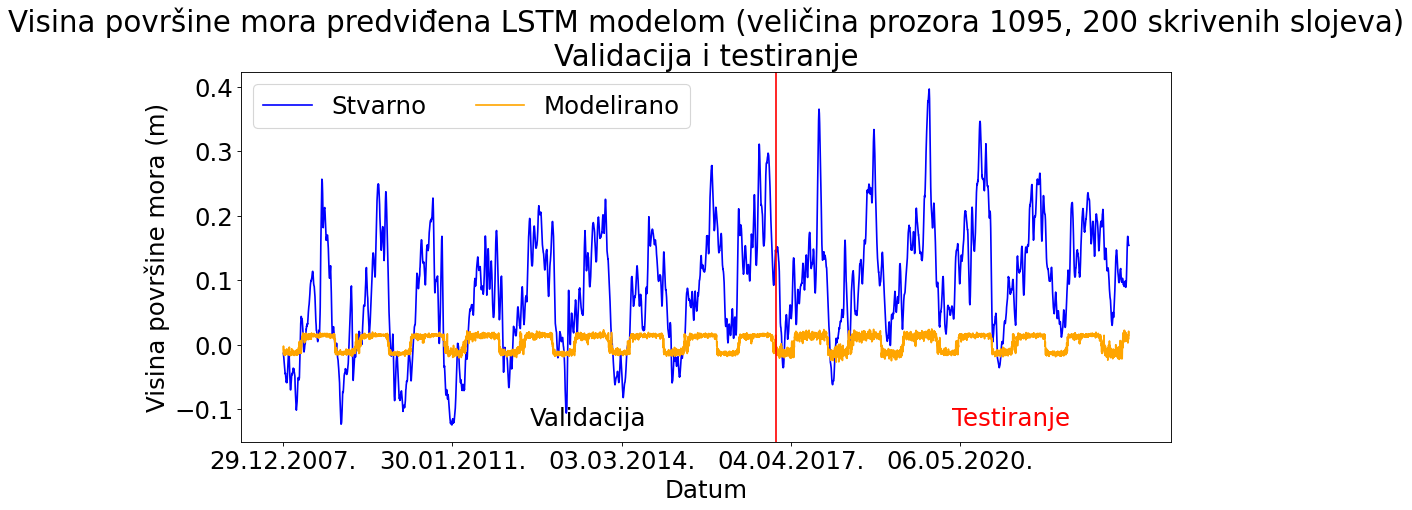 Visina površine mora predviđena LSTM modelom (veličina prozora 1095, 200 skrivenih slojeva)
Validacija i testiranje
Stvarno
Modelirano
Visina površine mora (m)
0.4
0.3
0.2
0.1
0.0
−0.1
Validacija
Testiranje
29.12.2007. 30.01.2011. 03.03.2014. 04.04.2017. 06.05.2020.
Datum